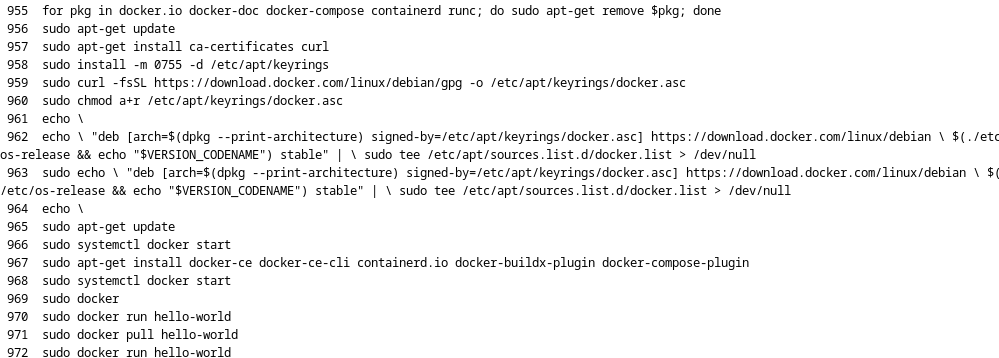 955 for pkg in docker.io docker-doc docker-compose containerd runc; do sudo apt-get remove $pkg; done
956 sudo apt-get update
957 sudo apt-get install ca-certificates curl
958 sudo install -m 0755 -d /etc/apt/keyrings
959 sudo curl -fsSL https://download.docker.com/linux/debian/gpg -o /etc/apt/keyrings/docker.asc
960 sudo chmod a+r /etc/apt/keyrings/docker.asc
961 echo \
962 echo \ "deb [arch=$(dpkg --print-architecture) signed-by=/etc/apt/keyrings/docker.asc] https://download.docker.com/linux/debian \ $(./etc
os-release && echo "$VERSION_CODENAME") stable" | \ sudo tee /etc/apt/sources.list.d/docker.list > /dev/null
963 sudo echo \ "deb [arch=$(dpkg --print-architecture) signed-by=/etc/apt/keyrings/docker.asc] https://download.docker.com/linux/debian \ $(
/etc/os-release && echo "$VERSION_CODENAME") stable" | \ sudo tee /etc/apt/sources.list.d/docker.list > /dev/null
964 echo \
965 sudo apt-get update
966 sudo systemctl docker start
967 sudo apt-get install docker-ce docker-ce-cli containerd.io docker-buildx-plugin docker-compose-plugin
968 sudo systemctl docker start
969 sudo docker
970 sudo docker run hello-world
971 sudo docker pull hello-world
972 sudo docker run hello-world